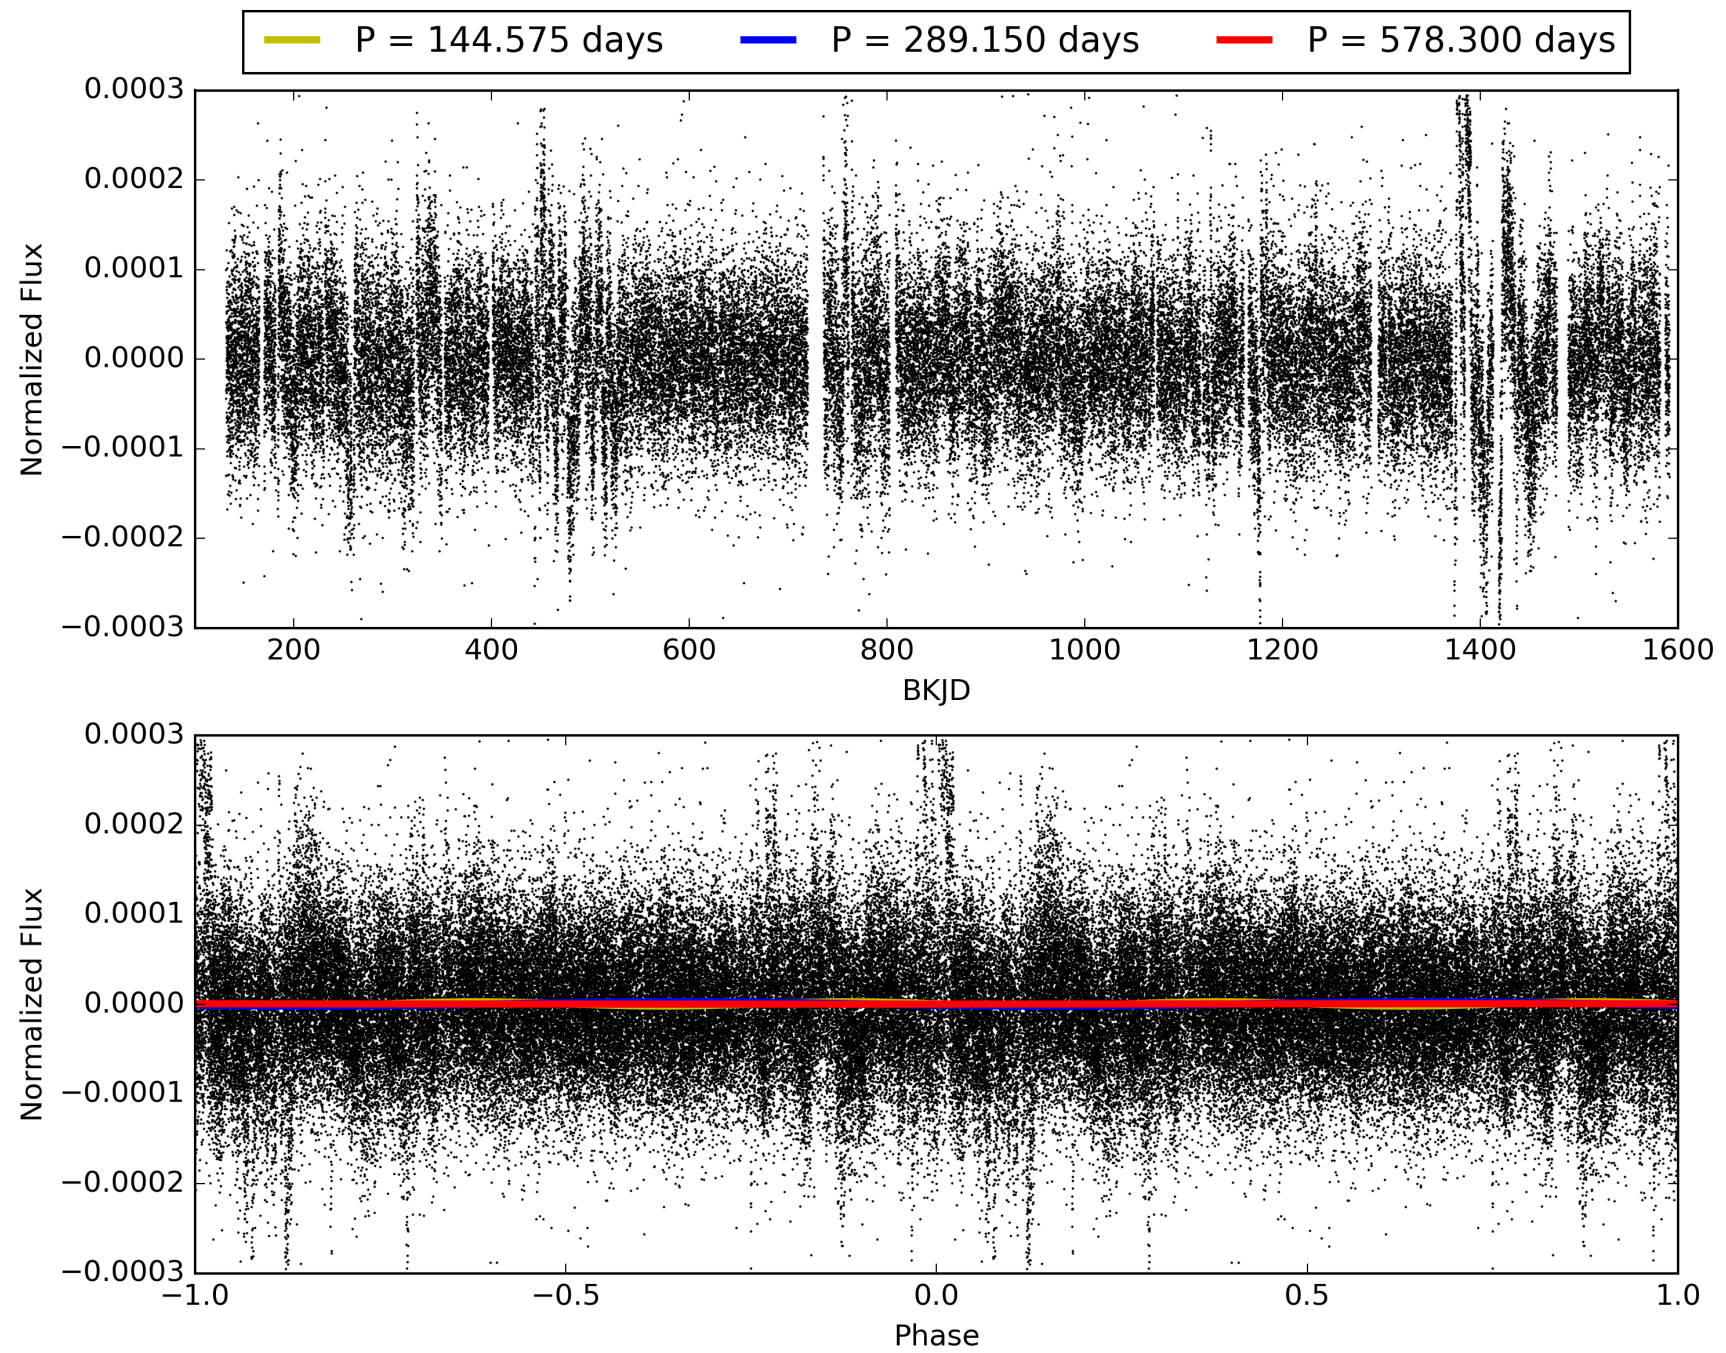 P = 144.575 days P = 289.150 days P = 578.300 days
0.0003
0.0002
0.0001
0.0000
−0.0001
−0.0002
−0.0003
Normalized Flux
200 400 600 800 1000 1200 1400 1600
BKJD
0.0003
0.0002
0.0001
0.0000
−0.0001
−0.0002
−0.0003
Normalized Flux
−1.0 −0.5 0.0 0.5 1.0
Phase